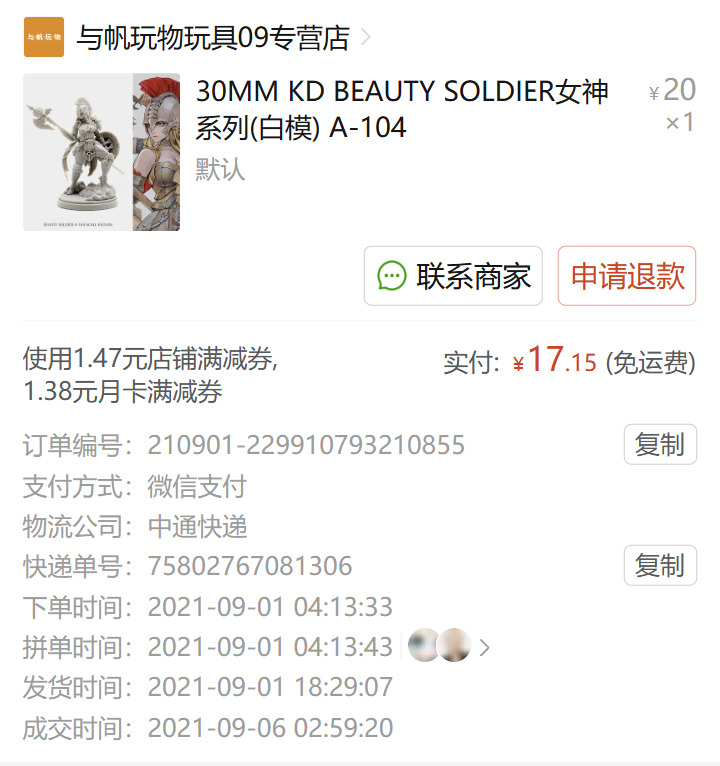 与·帆·玩·物
与帆玩物玩具09专营店
30MM KD BEAUTY SOLDIER女神
系列(白模) A-104
¥20
×1
默认
联系商家
申请退款
使用1.47元店铺满减券,
1.38元月卡满减券
实付: ¥17.15 (免运费)
订单编号: 210901-229910793210855 复制
支付方式: 微信支付
物流公司: 中通快递
快递单号: 75802767081306 复制
下单时间: 2021-09-01 04:13:33
拼单时间: 2021-09-01 04:13:43
发货时间: 2021-09-01 18:29:07
成交时间: 2021-09-06 02:59:20